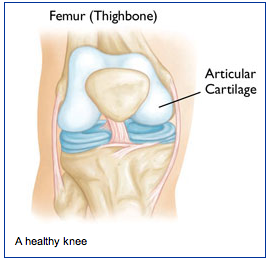 Femur (Thighbone)
Articular
Cartilage
A healthy knee